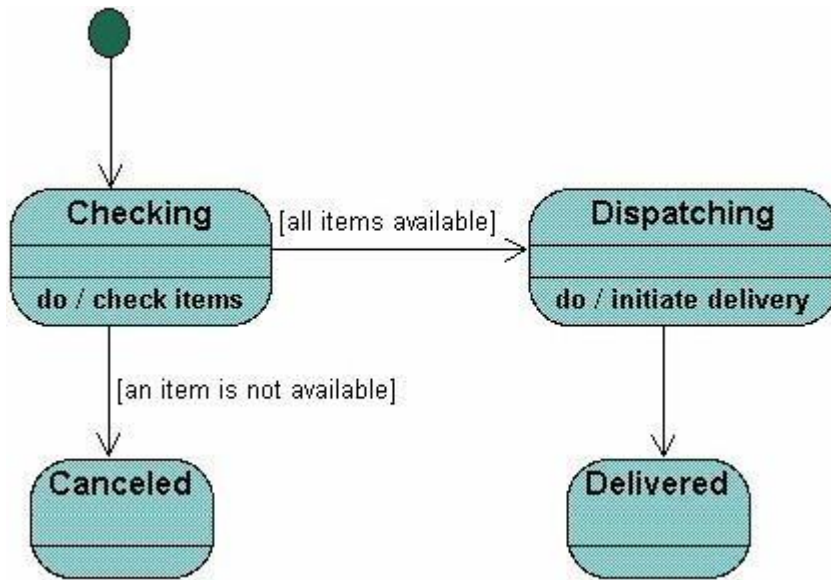 Checking
[all items available]
Dispatching
do / check items
do / initiate delivery
[an item is not available]
Canceled
Delivered